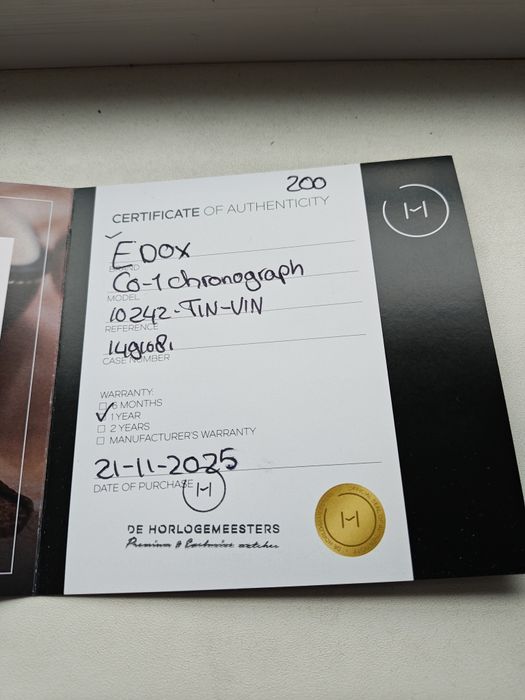 200
CERTIFICATE OF AUTHENTICITY
EDOX
BRAND
CO-1 chronograph
MODEL
10242-TIN-VIN
REFERENCE
CASE NUMBER
WARRANTY:
6 MONTHS
1 YEAR
2 YEARS
MANUFACTURER'S WARRANTY
21-11-2025
DATE OF PURCHASE
DE HORLOGEMEESTERS
Premium & Exclusive watches